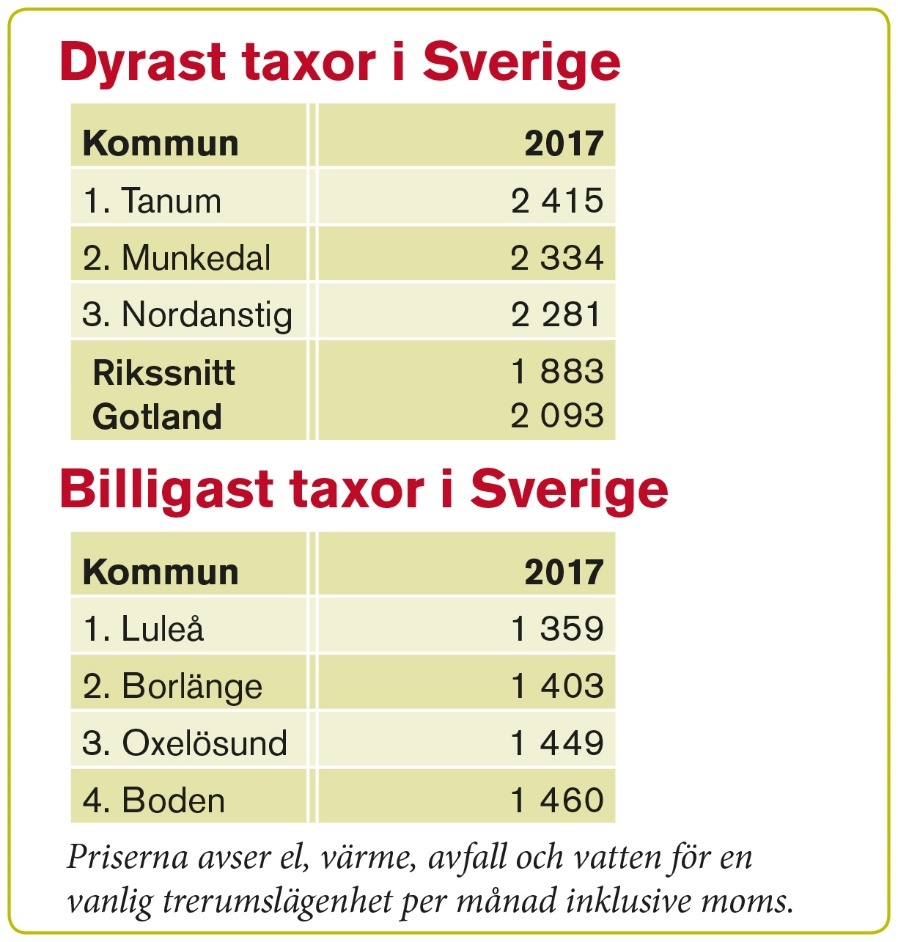 Dyrast taxor i Sverige
Kommun 2017
1. Tanum 2 415
2. Munkedal 2 334
3. Nordanstig 2 281
Rikssnitt 1 883
Gotland 2 093
Billigast taxor i Sverige
Kommun 2017
1. Luleå 1 359
2. Borlänge 1 403
3. Oxelösund 1 449
4. Boden 1 460
Priserna avser el, värme, avfall och vatten för en
vanlig trerumslägenhet per månad inklusive moms.